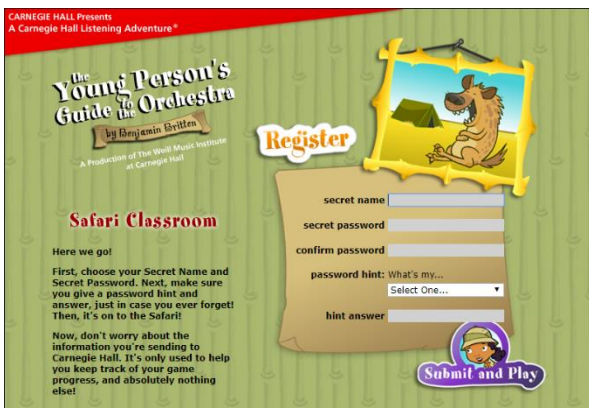 CARNEGIE HALL Presents
A Carnegie Hall Listening Adventure®
the
Young Person's
Guide to the Orchestra
by Benjamin Britten
A Production of The Weill Music Institute
at Carnegie Hall
Register
secret name
secret password
confirm password
password hint: What's my...
Select One...
hint answer
Submit and Play
Safari Classroom
Here we go!
First, choose your Secret Name and
Secret Password. Next, make sure
you give a password hint and
answer, just in case you ever forget!
Then, it's on to the Safari!
Now, don't worry about the
information you're sending to
Carnegie Hall. It's only used to help
you keep track of your game
progress, and absolutely nothing
else!